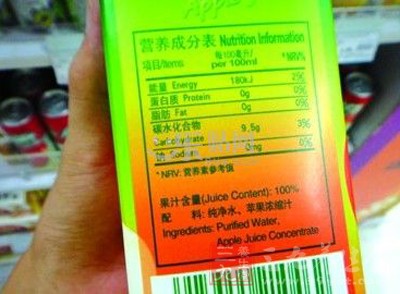 Apple
营养成分表 Nutrition Information
每100毫升/
项目/Items per 100ml *NRV%
能量 Energy 180kJ 2%
蛋白质 Protein 0g 0%
脂肪 Fat 0g 0%
碳水化合物 9.5g 3%
Carbohydrate
钠 Sodium 0mg 0%
*NRV: 营养素参考值
果汁含量(Juice Content): 100%
配 料: 纯净水、苹果浓缩汁
Ingredients: Purified Water,
Apple Juice Concentrate